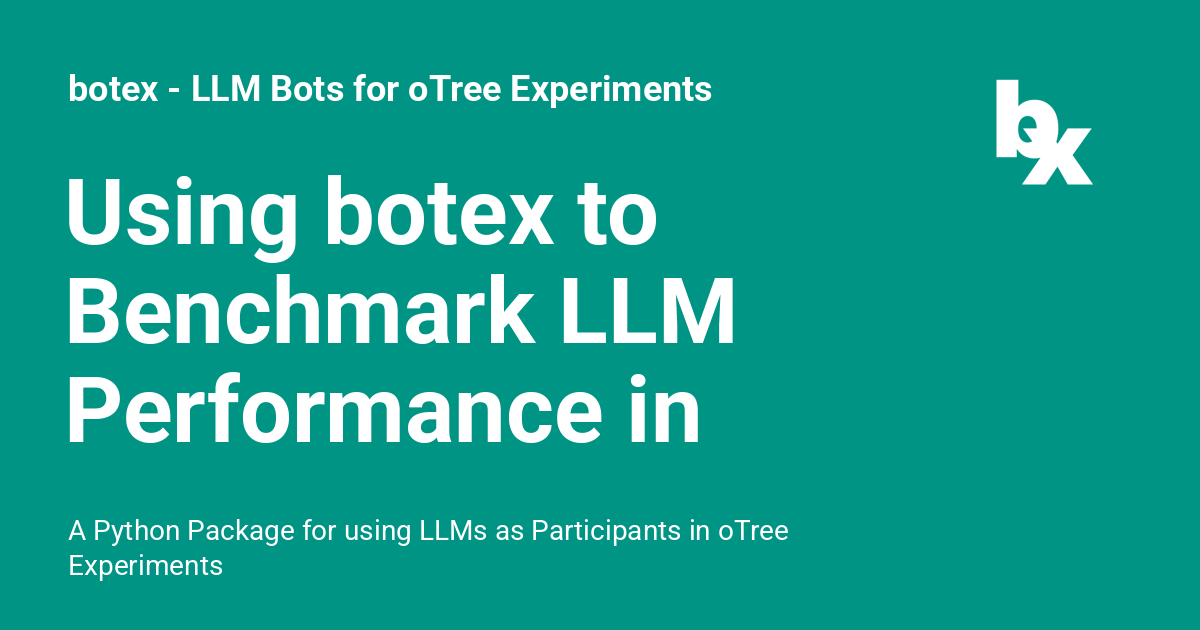 botex - LLM Bots for oTree Experiments
bx
Using botex to
Benchmark LLM
Performance in
A Python Package for using LLMs as Participants in oTree
Experiments